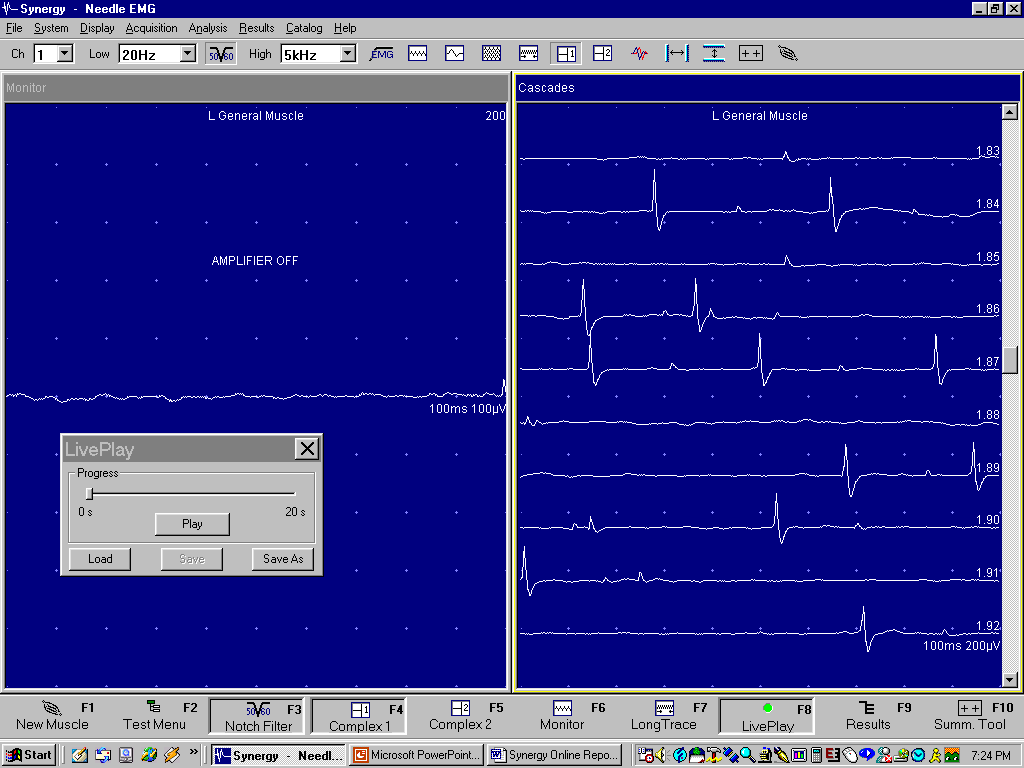 Synergy - Needle EMG
File System Display Acquisition Analysis Results Catalog Help
Ch 1 Low 20Hz 50/60 High 5kHz EMG 1 2
Monitor
L General Muscle 200
AMPLIFIER OFF
100ms 100µV
LivePlay
Progress
0 s 20 s
Play
Load Save Save As
Cascades
L General Muscle
1.83
1.84
1.85
1.86
1.87
1.88
1.89
1.90
1.91
1.92
100ms 200µV
F1 New Muscle
F2 Test Menu
50/60 F3 Notch Filter
1 F4 Complex 1
2 F5 Complex 2
F6 Monitor
F7 LongTrace
F8 LivePlay
F9 Results
F10 Summ. Tool
Start » Synergy - Needl... Microsoft PowerPoint... Synergy Online Repo... 7:24 PM